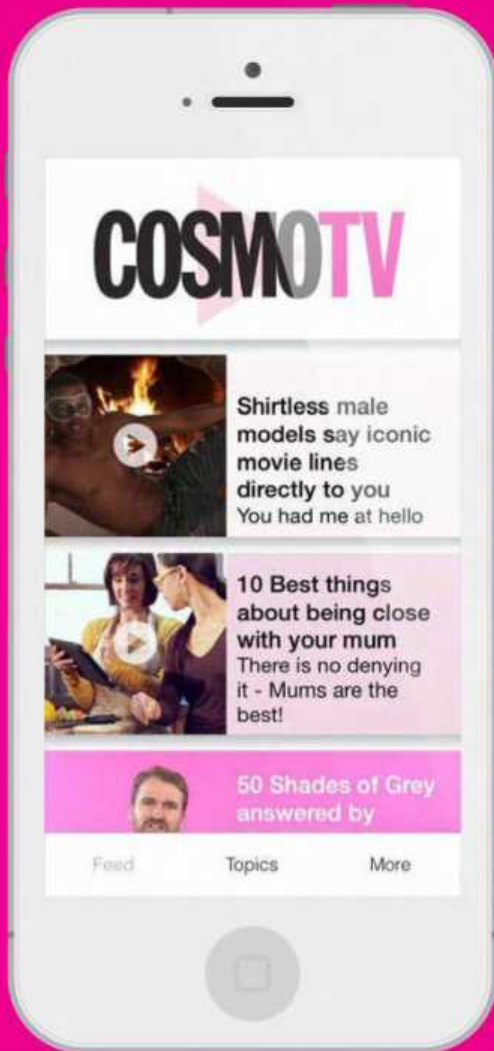 COSMOTV
Shirtless male
models say iconic
movie lines
directly to you
You had me at hello
10 Best things
about being close
with your mum
There is no denying
it - Mums are the
best!
50 Shades of Grey
answered by
Feed Topics More